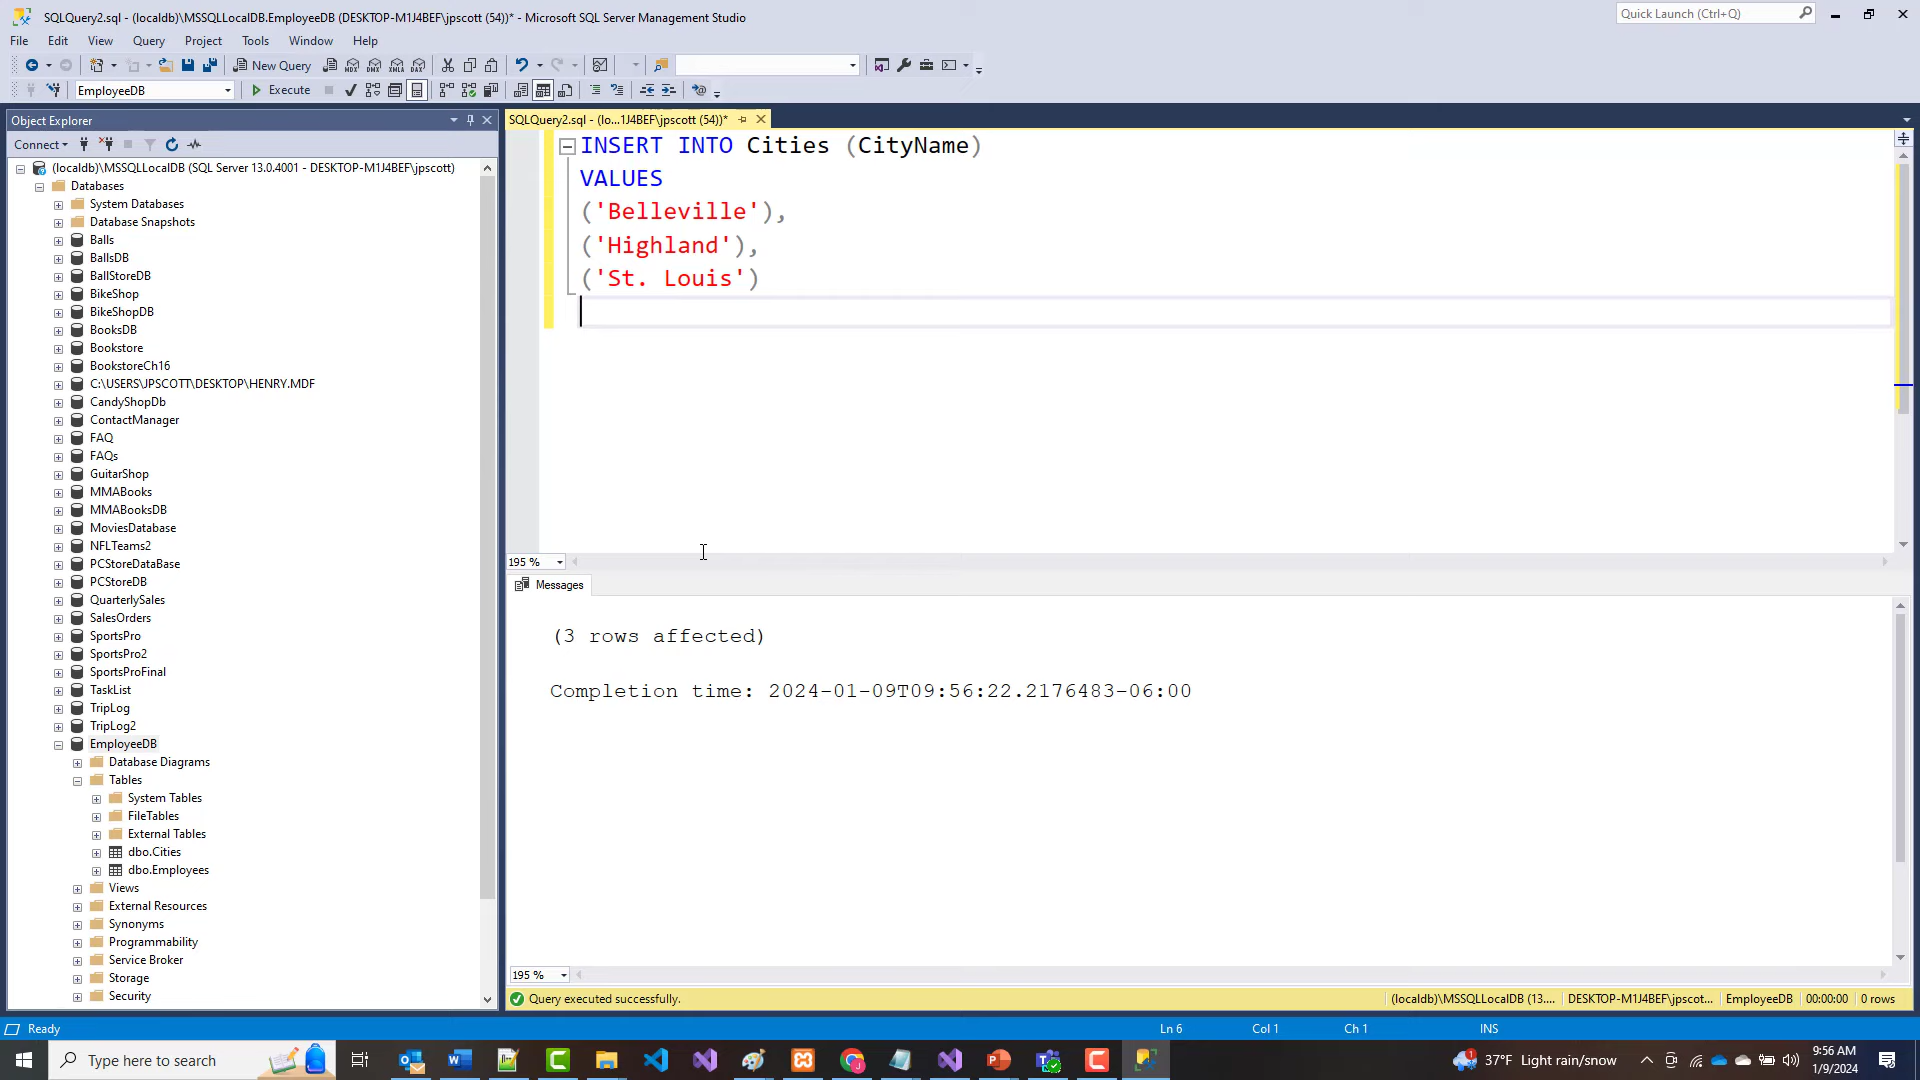 SQLQuery2.sql - (localdb)\MSSQLLocalDB.EmployeeDB (DESKTOP-M1J4BEF\jpscott (54))* - Microsoft SQL Server Management Studio
Quick Launch (Ctrl+Q)
File Edit View Query Project Tools Window Help
New Query
MDX DMX XMLA DAX
EmployeeDB
Execute
Object Explorer
SQLQuery2.sql - (lo...1J4BEF\jpscott (54))*
Connect
(localdb)\MSSQLLocalDB (SQL Server 13.0.4001 - DESKTOP-M1J4BEF\jpscott)
Databases
System Databases
Database Snapshots
Balls
BallsDB
BallStoreDB
BikeShop
BikeShopDB
BooksDB
Bookstore
BookstoreCh16
C:\USERS\JPSCOTT\DESKTOP\HENRY.MDF
CandyShopDb
ContactManager
FAQ
FAQs
GuitarShop
MMABooks
MMABooksDB
MoviesDatabase
NFLTeams2
PCStoreDataBase
PCStoreDB
QuarterlySales
SalesOrders
SportsPro
SportsPro2
SportsProFinal
TaskList
TripLog
TripLog2
EmployeeDB
Database Diagrams
Tables
System Tables
FileTables
External Tables
dbo.Cities
dbo.Employees
Views
External Resources
Synonyms
Programmability
Service Broker
Storage
Security
INSERT INTO Cities (CityName)
VALUES
('Belleville'),
('Highland'),
('St. Louis')
195 %
Messages
(3 rows affected)
Completion time: 2024-01-09T09:56:22.2176483-06:00
195 %
Query executed successfully.
(localdb)\MSSQLLocalDB (13.... DESKTOP-M1J4BEF\jpscot... EmployeeDB 00:00:00 0 rows
Ready
Ln 6 Col 1 Ch 1 INS
Type here to search
37°F Light rain/snow
9:56 AM
1/9/2024